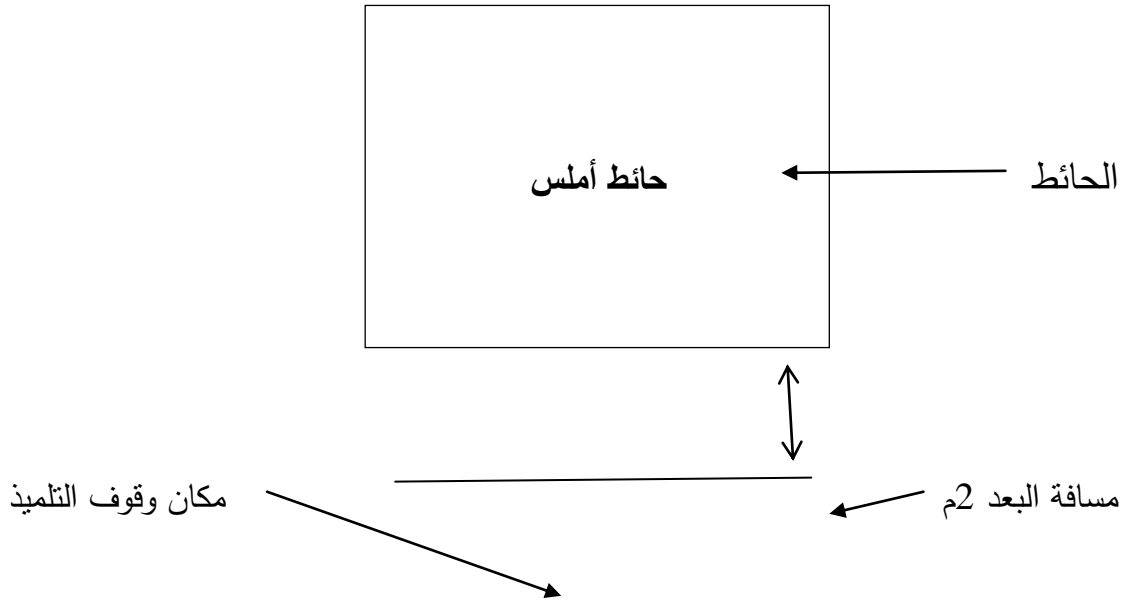 الحائط
حائط أملس
مسافة البعد 2م
مكان وقوف التلميذ